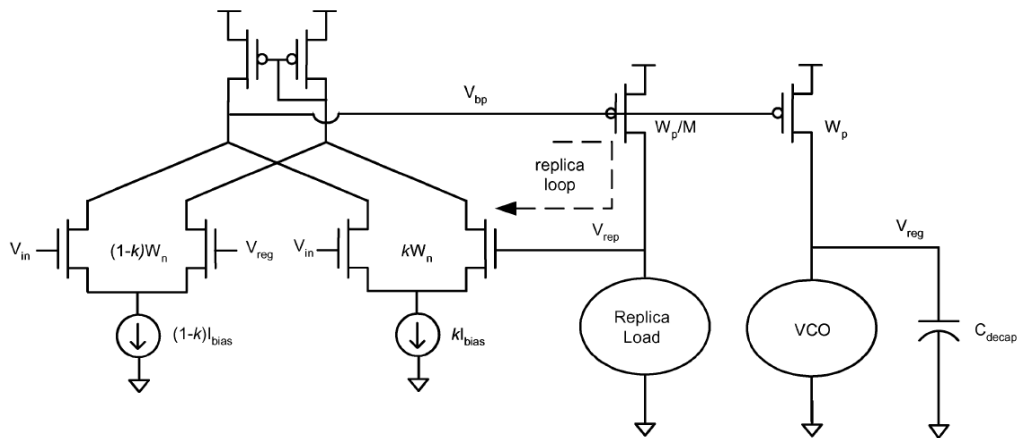 V_bp
W_p/M
W_p
replica
loop
V_in
(1-k)W_n
V_reg
V_in
kW_n
V_rep
V_reg
(1-k)I_bias
kI_bias
Replica
Load
VCO
C_decap